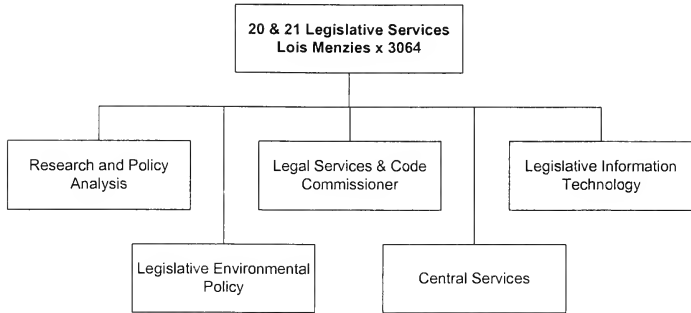 20 & 21 Legislative Services
Lois Menzies x 3064
Research and Policy
Analysis
Legal Services & Code
Commissioner
Legislative Information
Technology
Legislative Environmental
Policy
Central Services